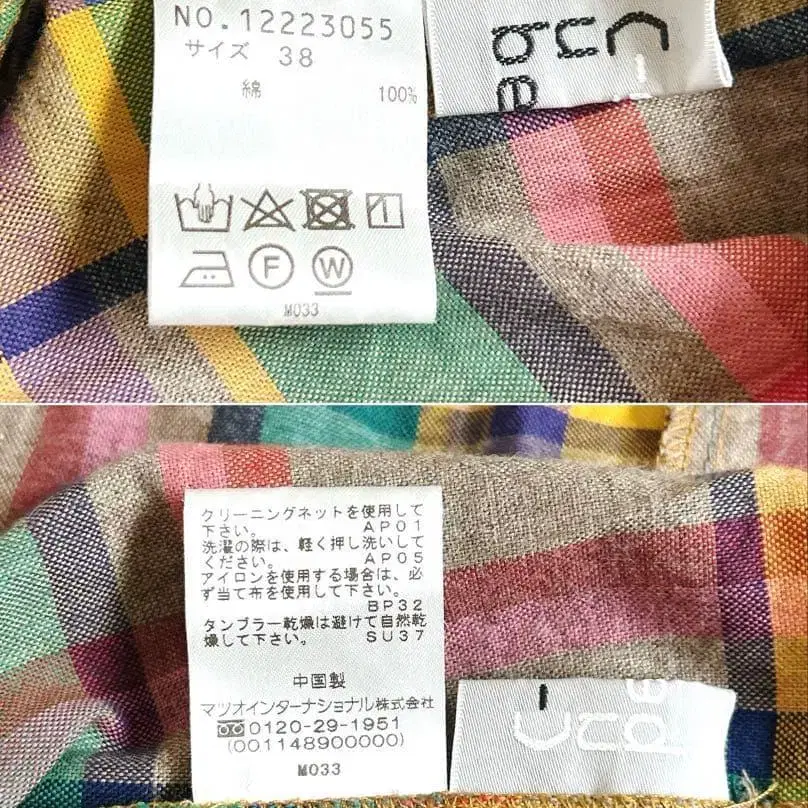 NO.12223055
サイズ 38
綿 100%
F
W
M033
クリーニングネットを使用して
下さい。 AP01
洗濯の際は、軽く押し洗いして
ください。 AP05
アイロンを使用する場合は、必
ず当て布を使用して下さい。
BP32
タンブラー乾燥は避けて自然乾
燥して下さい。 SU37
中国製
マツオインターナショナル株式会社
0120-29-1951
(001148900000)
M033